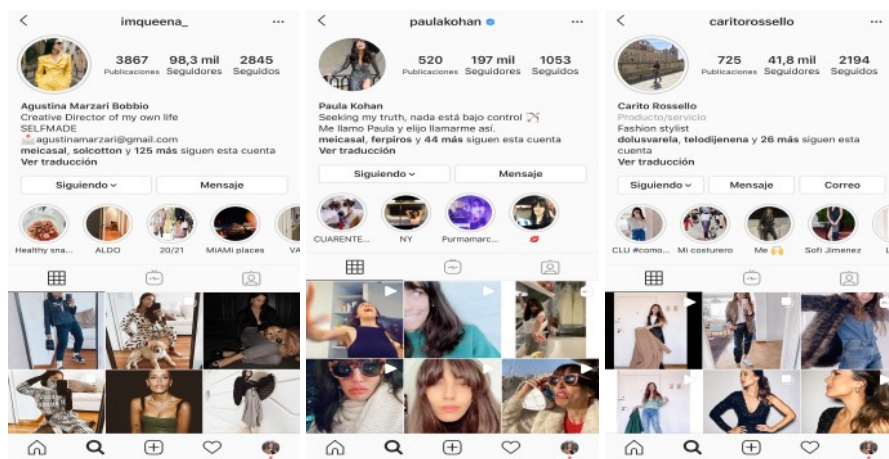 imqueena_
3867 98,3 mil 2845
Publicaciones Seguidores Seguidos
Agustina Marzari Bobbio
Creative Director of my own life
SELFMADE
agustinamarzari@gmail.com
meicasal, solcotton y 125 más siguen esta cuenta
Ver traducción
Siguiendo Mensaje
Healthy sna... ALDO 20/21 MiAMi places VA
paulakohan
520 197 mil 1053
Publicaciones Seguidores Seguidos
Paula Kohan
Seeking my truth, nada está bajo control
Me llamo Paula y elijo llamarme así.
meicasal, ferpiros y 44 más siguen esta cuenta
Ver traducción
Siguiendo Mensaje
CUARENTE... NY Purmamarc...
caritorossello
725 41,8 mil 2194
Publicaciones Seguidores Seguidos
Carito Rossello
Producto/servicio
Fashion stylist
dolusvarela, telodijenena y 26 más siguen esta
cuenta
Ver traducción
Siguiendo Mensaje Correo
CLU #como... Mi costurero Me Sofi Jimenez L